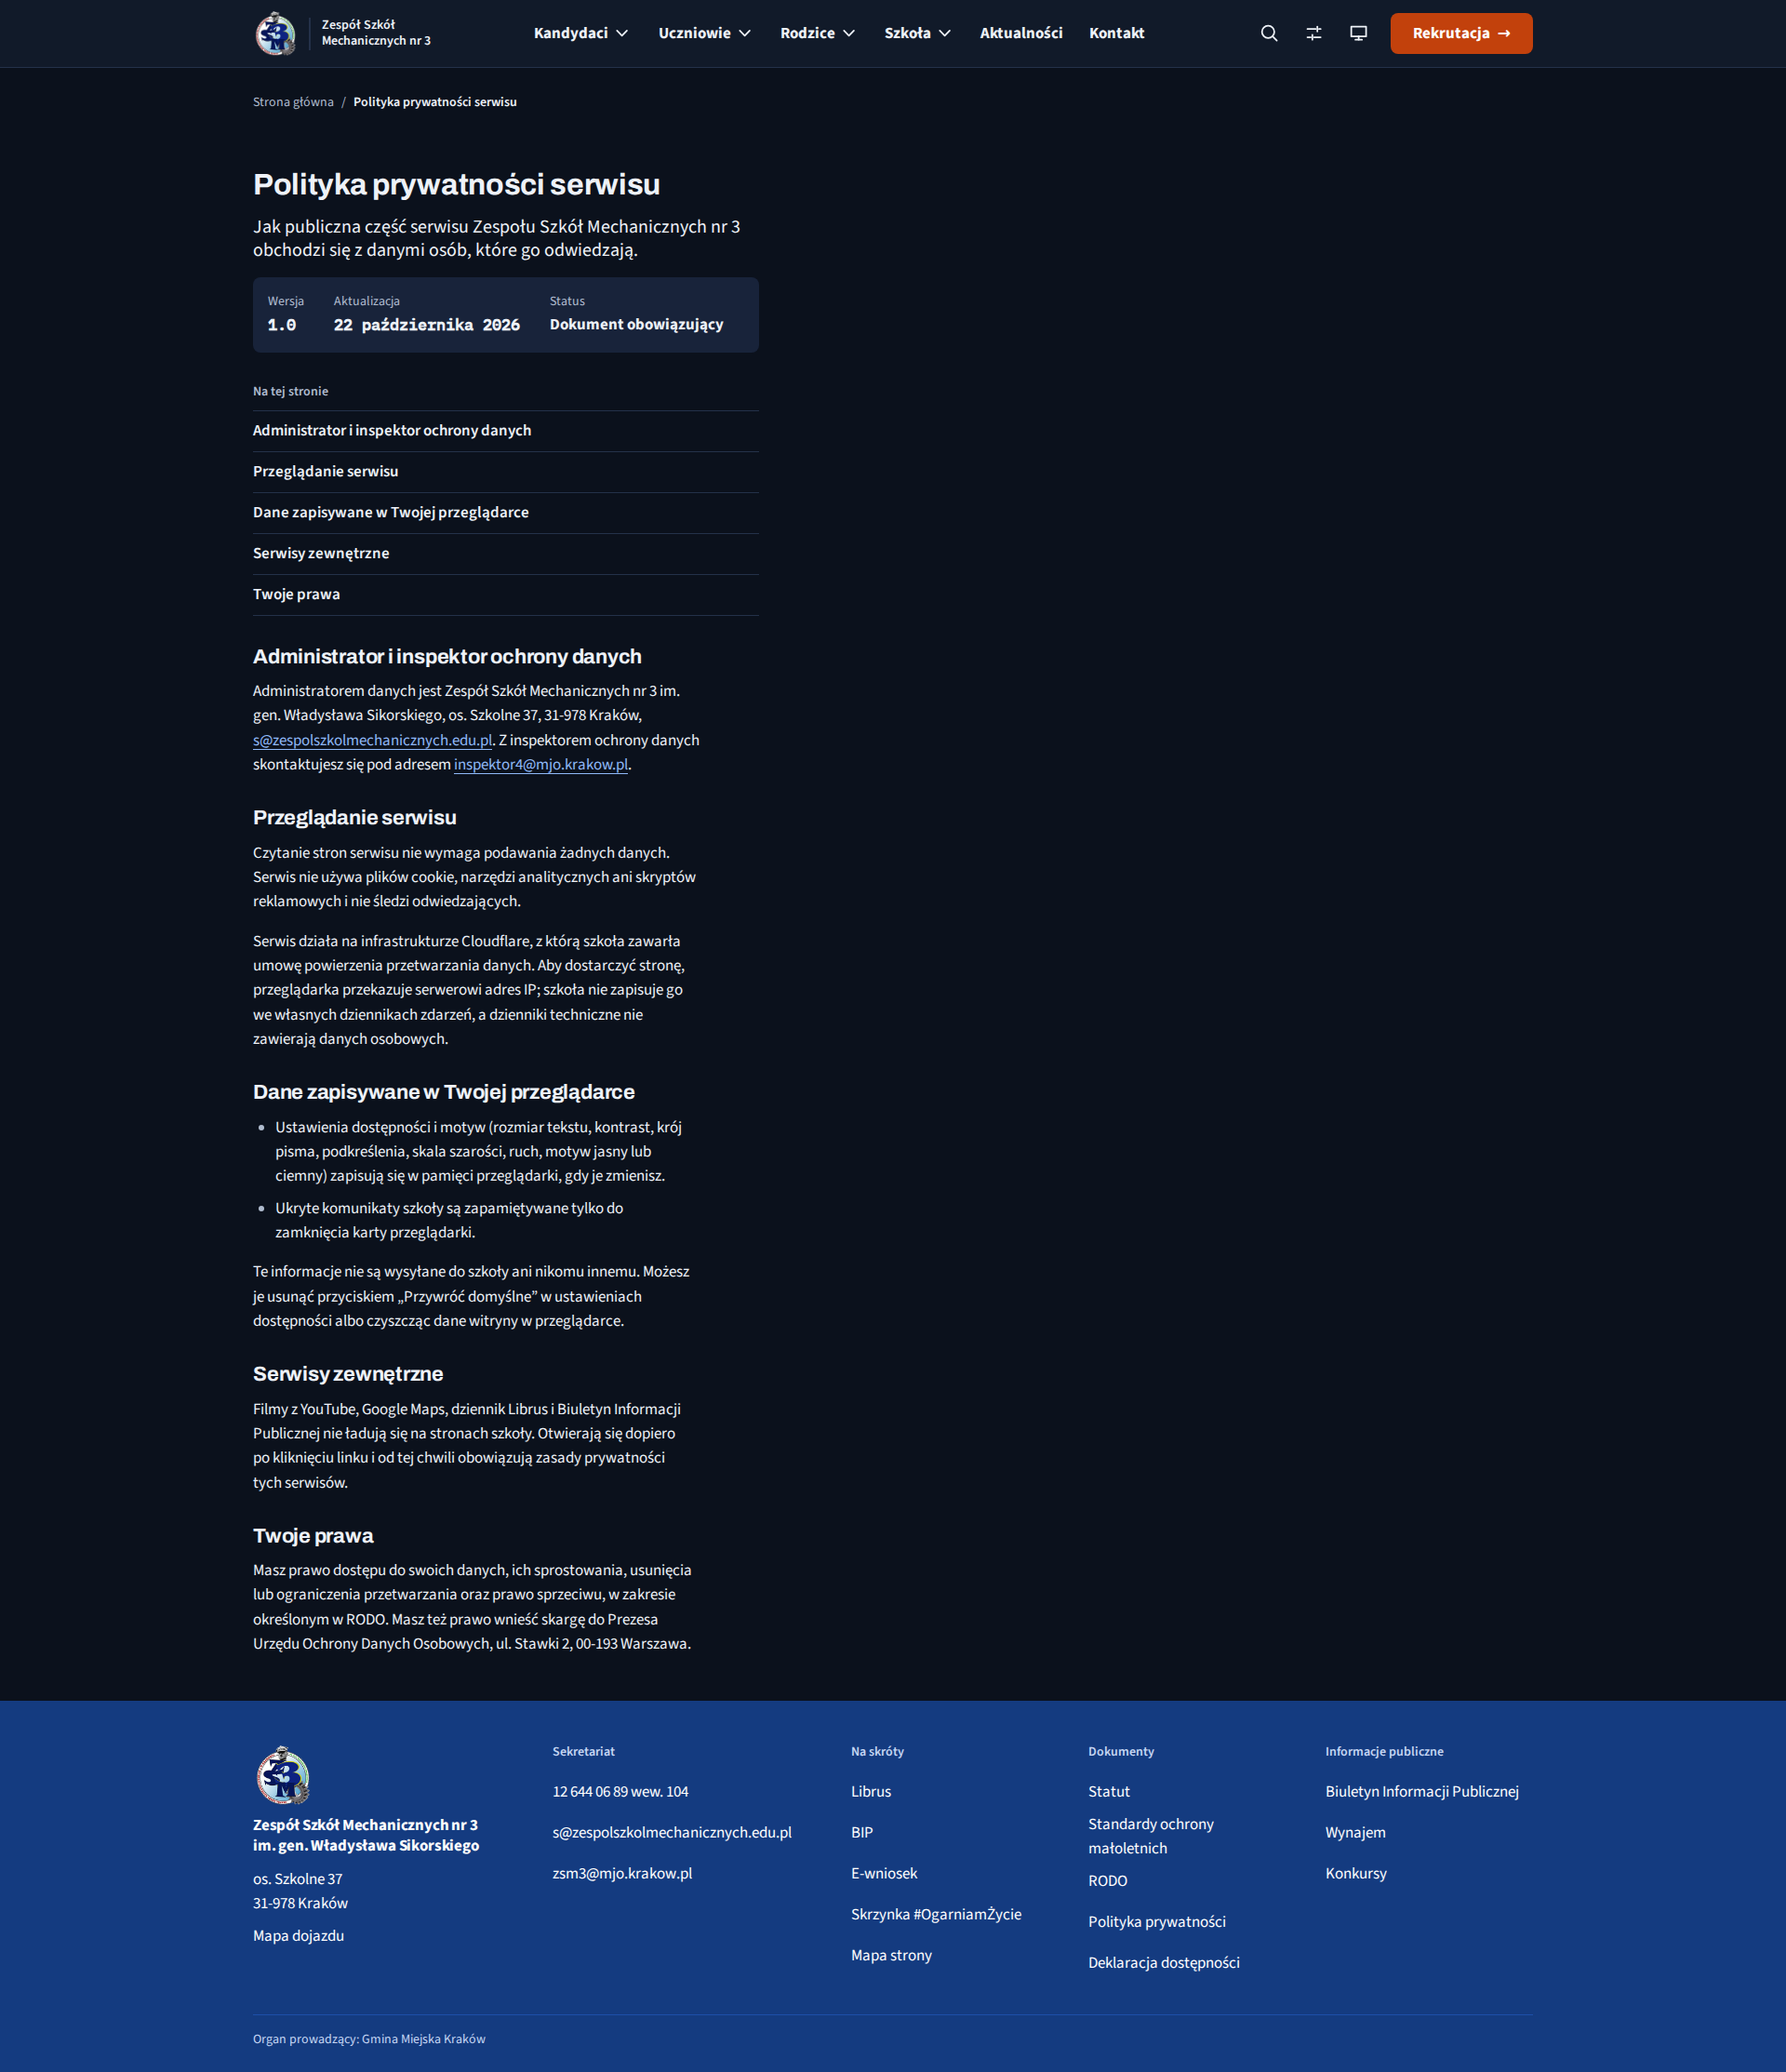 Zespół Szkół
Mechanicznych nr 3
Kandydaci
Uczniowie
Rodzice
Szkoła
Aktualności
Kontakt
Rekrutacja →
Strona główna / Polityka prywatności serwisu
Polityka prywatności serwisu
Jak publiczna część serwisu Zespołu Szkół Mechanicznych nr 3
obchodzi się z danymi osób, które go odwiedzają.
Wersja
1.0
Aktualizacja
22 października 2026
Status
Dokument obowiązujący
Na tej stronie
Administrator i inspektor ochrony danych
Przeglądanie serwisu
Dane zapisywane w Twojej przeglądarce
Serwisy zewnętrzne
Twoje prawa
Administrator i inspektor ochrony danych
Administratorem danych jest Zespół Szkół Mechanicznych nr 3 im.
gen. Władysława Sikorskiego, os. Szkolne 37, 31-978 Kraków,
s@zespolszkolmechanicznych.edu.pl. Z inspektorem ochrony danych
skontaktujesz się pod adresem inspektor4@mjo.krakow.pl.
Przeglądanie serwisu
Czytanie stron serwisu nie wymaga podawania żadnych danych.
Serwis nie używa plików cookie, narzędzi analitycznych ani skryptów
reklamowych i nie śledzi odwiedzających.
Serwis działa na infrastrukturze Cloudflare, z którą szkoła zawarła
umowę powierzenia przetwarzania danych. Aby dostarczyć stronę,
przeglądarka przekazuje serwerowi adres IP; szkoła nie zapisuje go
we własnych dziennikach zdarzeń, a dzienniki techniczne nie
zawierają danych osobowych.
Dane zapisywane w Twojej przeglądarce
• Ustawienia dostępności i motyw (rozmiar tekstu, kontrast, krój
pisma, podkreślenia, skala szarości, ruch, motyw jasny lub
ciemny) zapisują się w pamięci przeglądarki, gdy je zmienisz.
• Ukryte komunikaty szkoły są zapamiętywane tylko do
zamknięcia karty przeglądarki.
Te informacje nie są wysyłane do szkoły ani nikomu innemu. Możesz
je usunąć przyciskiem „Przywróć domyślne” w ustawieniach
dostępności albo czyszcząc dane witryny w przeglądarce.
Serwisy zewnętrzne
Filmy z YouTube, Google Maps, dziennik Librus i Biuletyn Informacji
Publicznej nie ładują się na stronach szkoły. Otwierają się dopiero
po kliknięciu linku i od tej chwili obowiązują zasady prywatności
tych serwisów.
Twoje prawa
Masz prawo dostępu do swoich danych, ich sprostowania, usunięcia
lub ograniczenia przetwarzania oraz prawo sprzeciwu, w zakresie
określonym w RODO. Masz też prawo wnieść skargę do Prezesa
Urzędu Ochrony Danych Osobowych, ul. Stawki 2, 00-193 Warszawa.
Zespół Szkół Mechanicznych nr 3
im. gen. Władysława Sikorskiego
os. Szkolne 37
31-978 Kraków
Mapa dojazdu
Sekretariat
12 644 06 89 wew. 104
s@zespolszkolmechanicznych.edu.pl
zsm3@mjo.krakow.pl
Na skróty
Librus
BIP
E-wniosek
Skrzynka #OgarniamŻycie
Mapa strony
Dokumenty
Statut
Standardy ochrony
małoletnich
RODO
Polityka prywatności
Deklaracja dostępności
Informacje publiczne
Biuletyn Informacji Publicznej
Wynajem
Konkursy
Organ prowadzący: Gmina Miejska Kraków